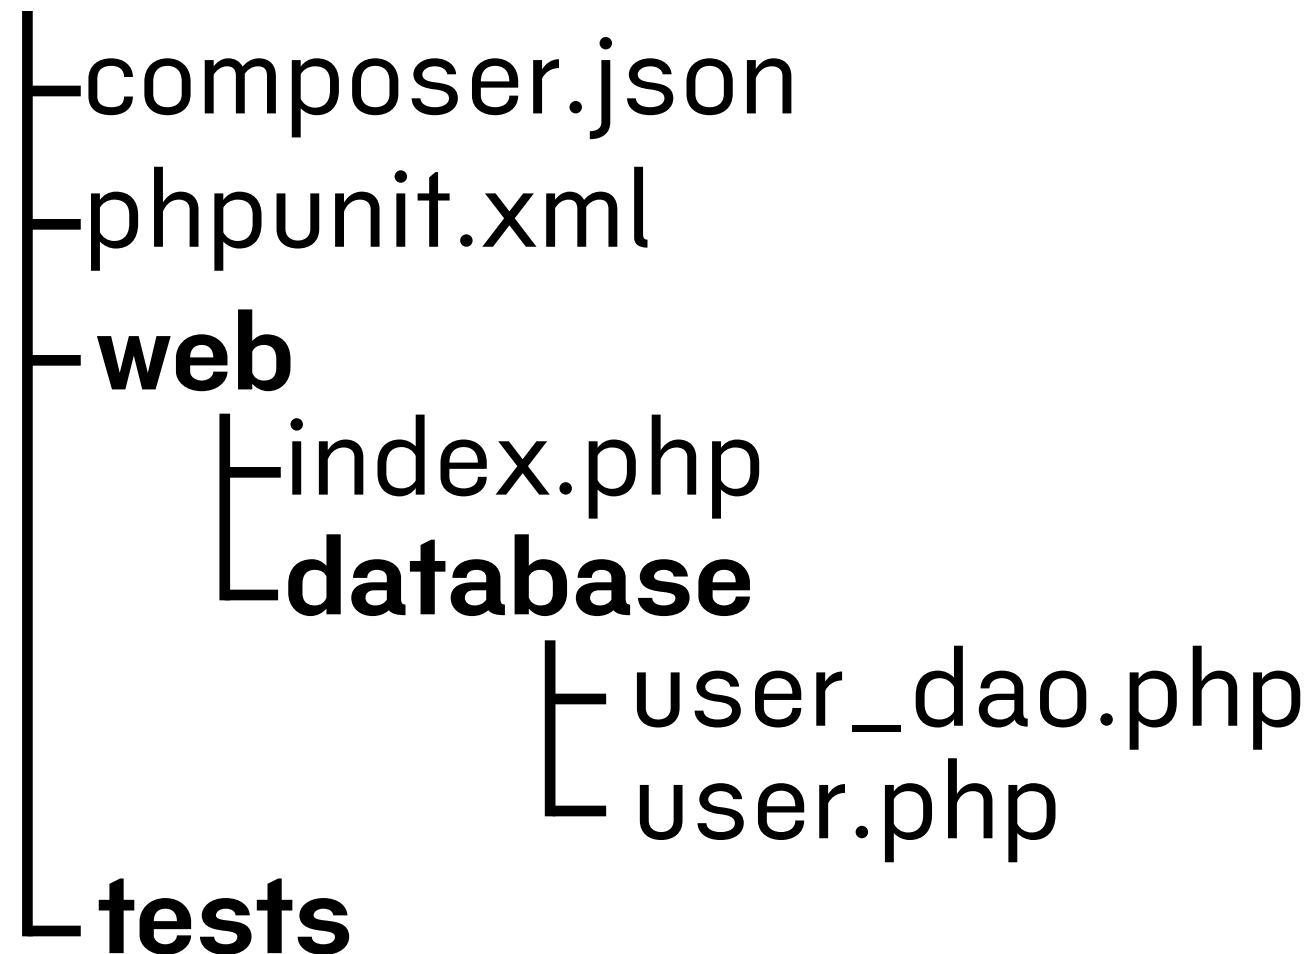 composer.json
phpunit.xml
web
index.php
database
user_dao.php
user.php
tests